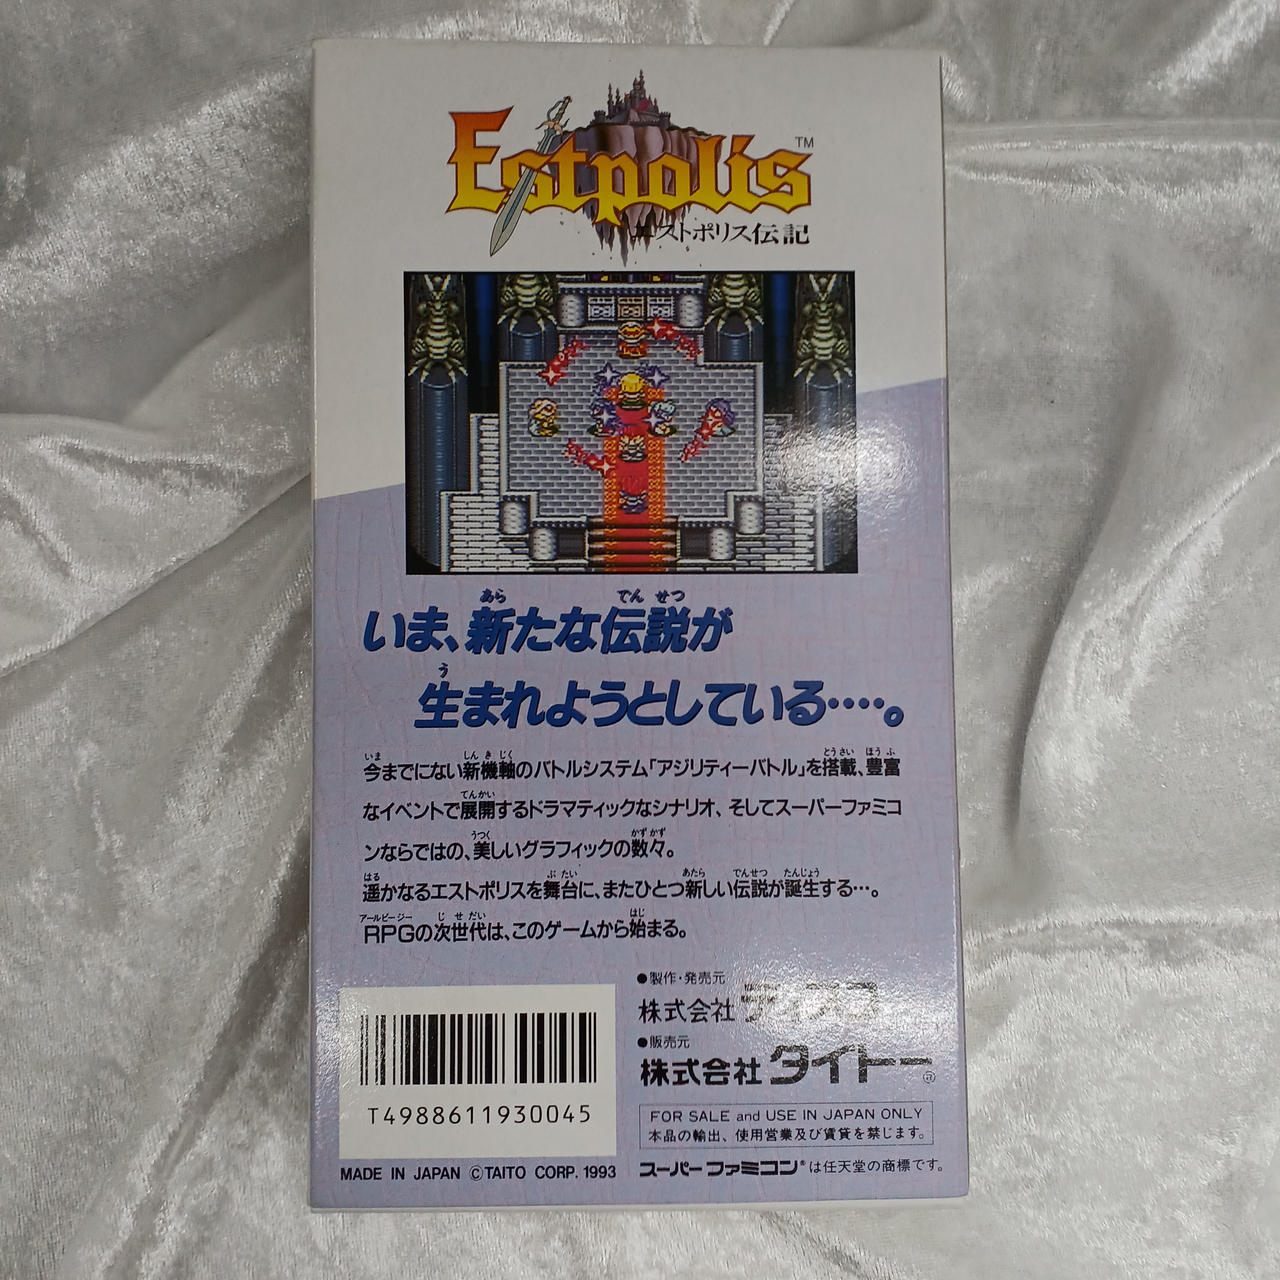 Estpolis™
エストポリス伝記
いま、新たな伝説が
生まれようとしている‥‥。
今までにない新機軸のバトルシステム「アジリティーバトル」を搭載、豊富
なイベントで展開するドラマティックなシナリオ、そしてスーパーファミコ
ンならではの、美しいグラフィックの数々。
遥かなるエストポリスを舞台に、またひとつ新しい伝説が誕生する…。
RPGの次世代は、このゲームから始まる。
●製作・発売元
株式会社
●販売元
株式会社タイトー
FOR SALE and USE IN JAPAN ONLY
本品の輸出、使用営業及び賃貸を禁じます。
T4988611930045
MADE IN JAPAN ©TAITO CORP. 1993
スーパーファミコン®は任天堂の商標です。